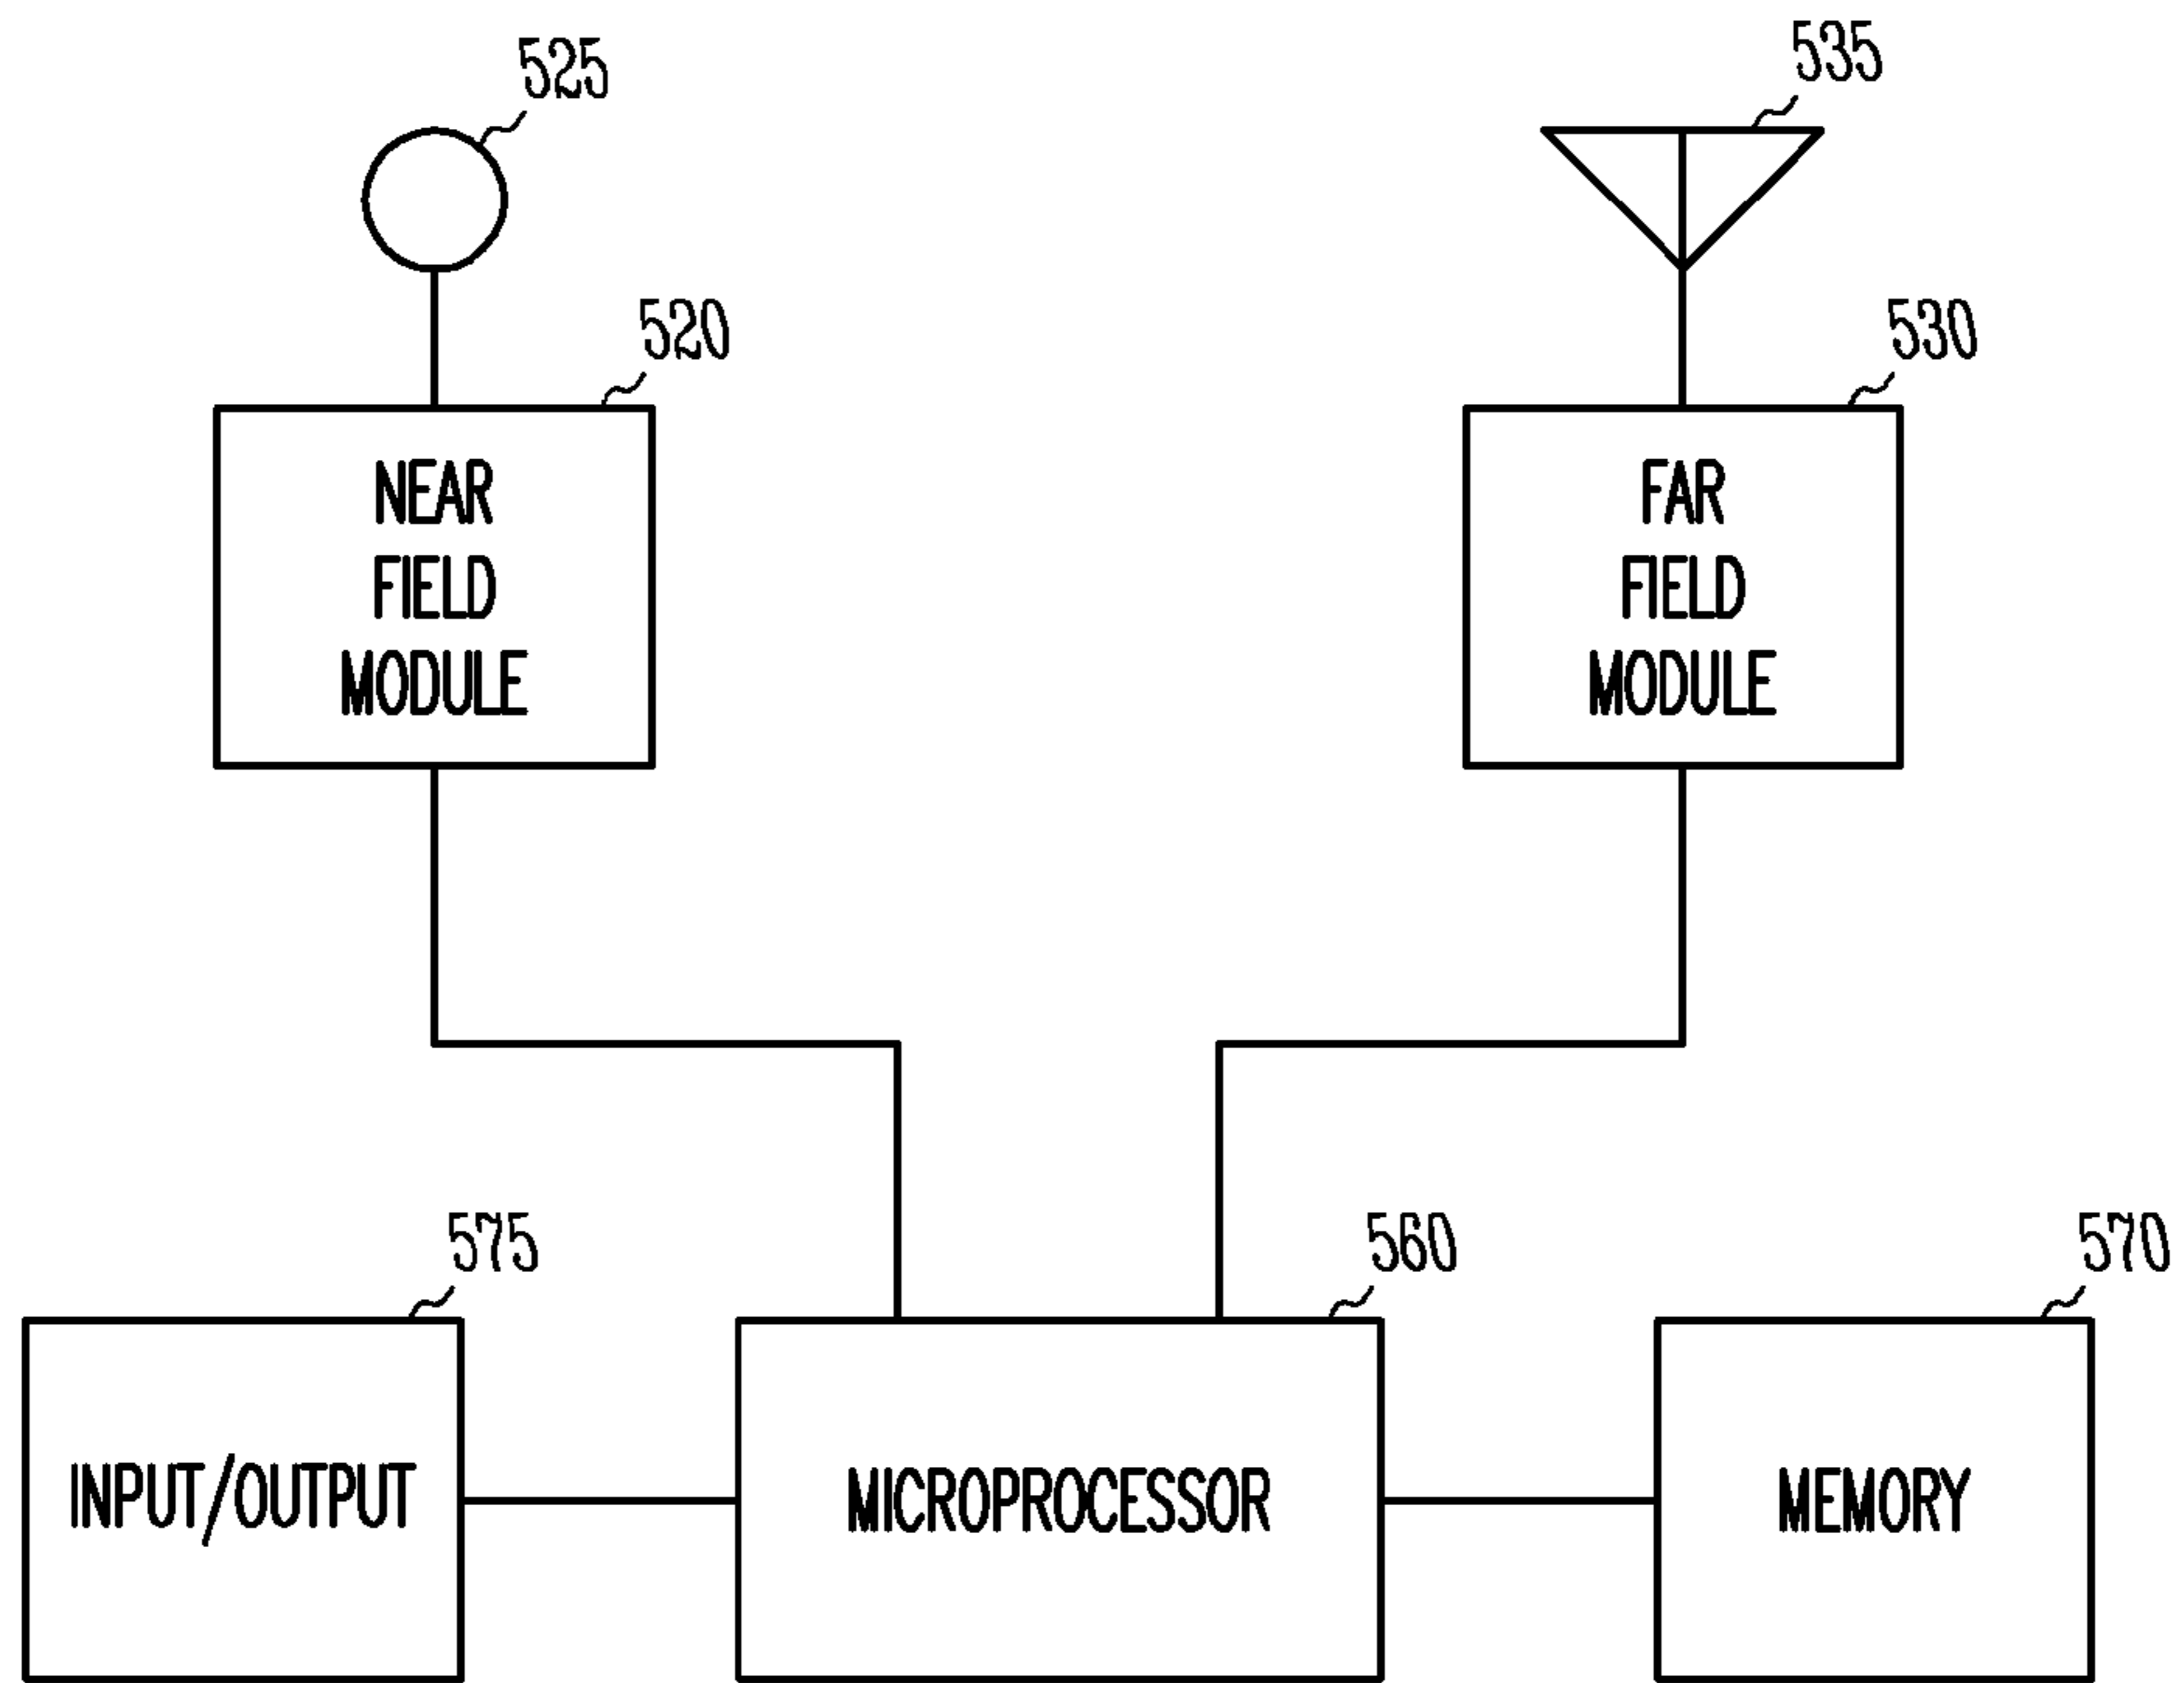 525
535
520
530
NEAR
FIELD
MODULE
FAR
FIELD
MODULE
575
560
570
INPUT/OUTPUT
MICROPROCESSOR
MEMORY